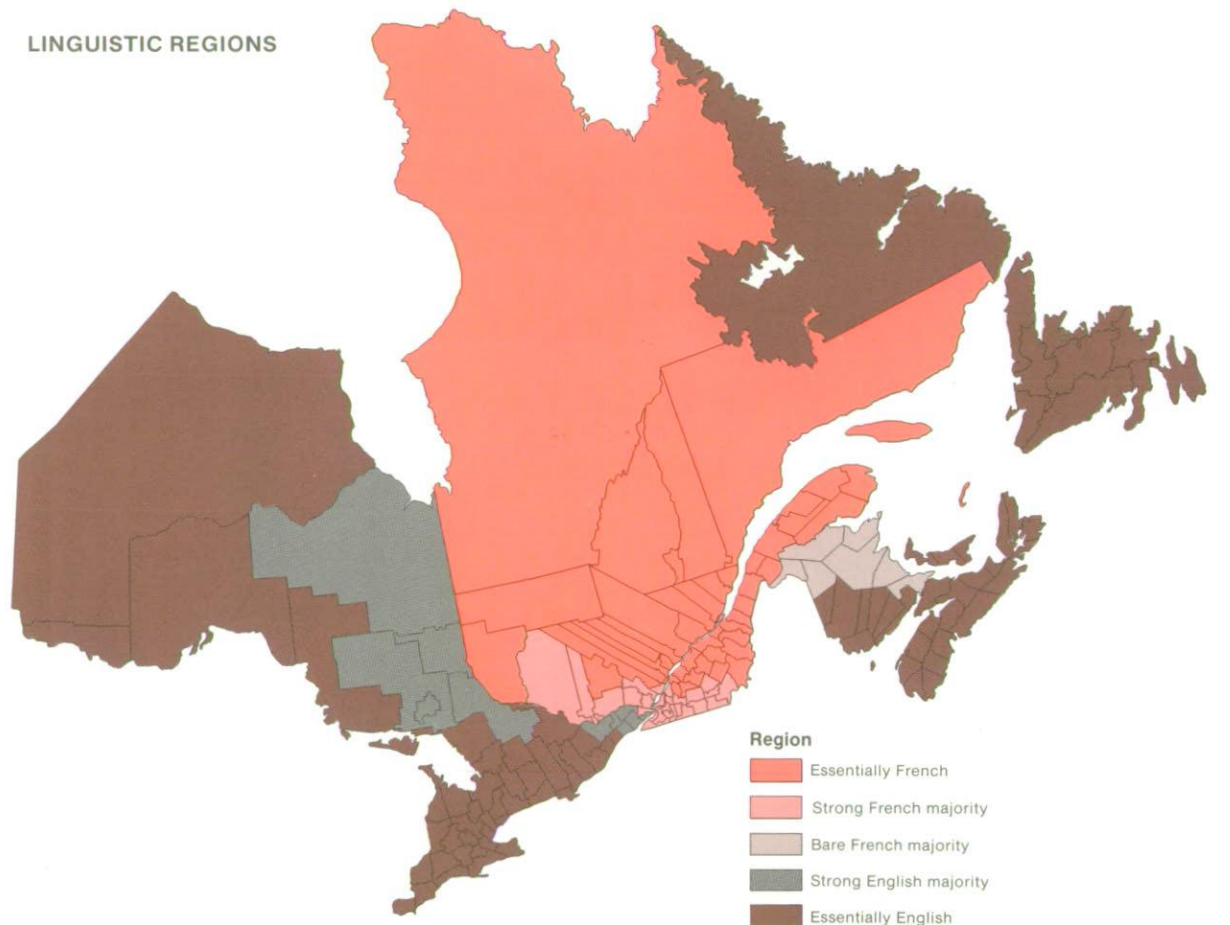 LINGUISTIC REGIONS
Region
Essentially French
Strong French majority
Bare French majority
Strong English majority
Essentially English